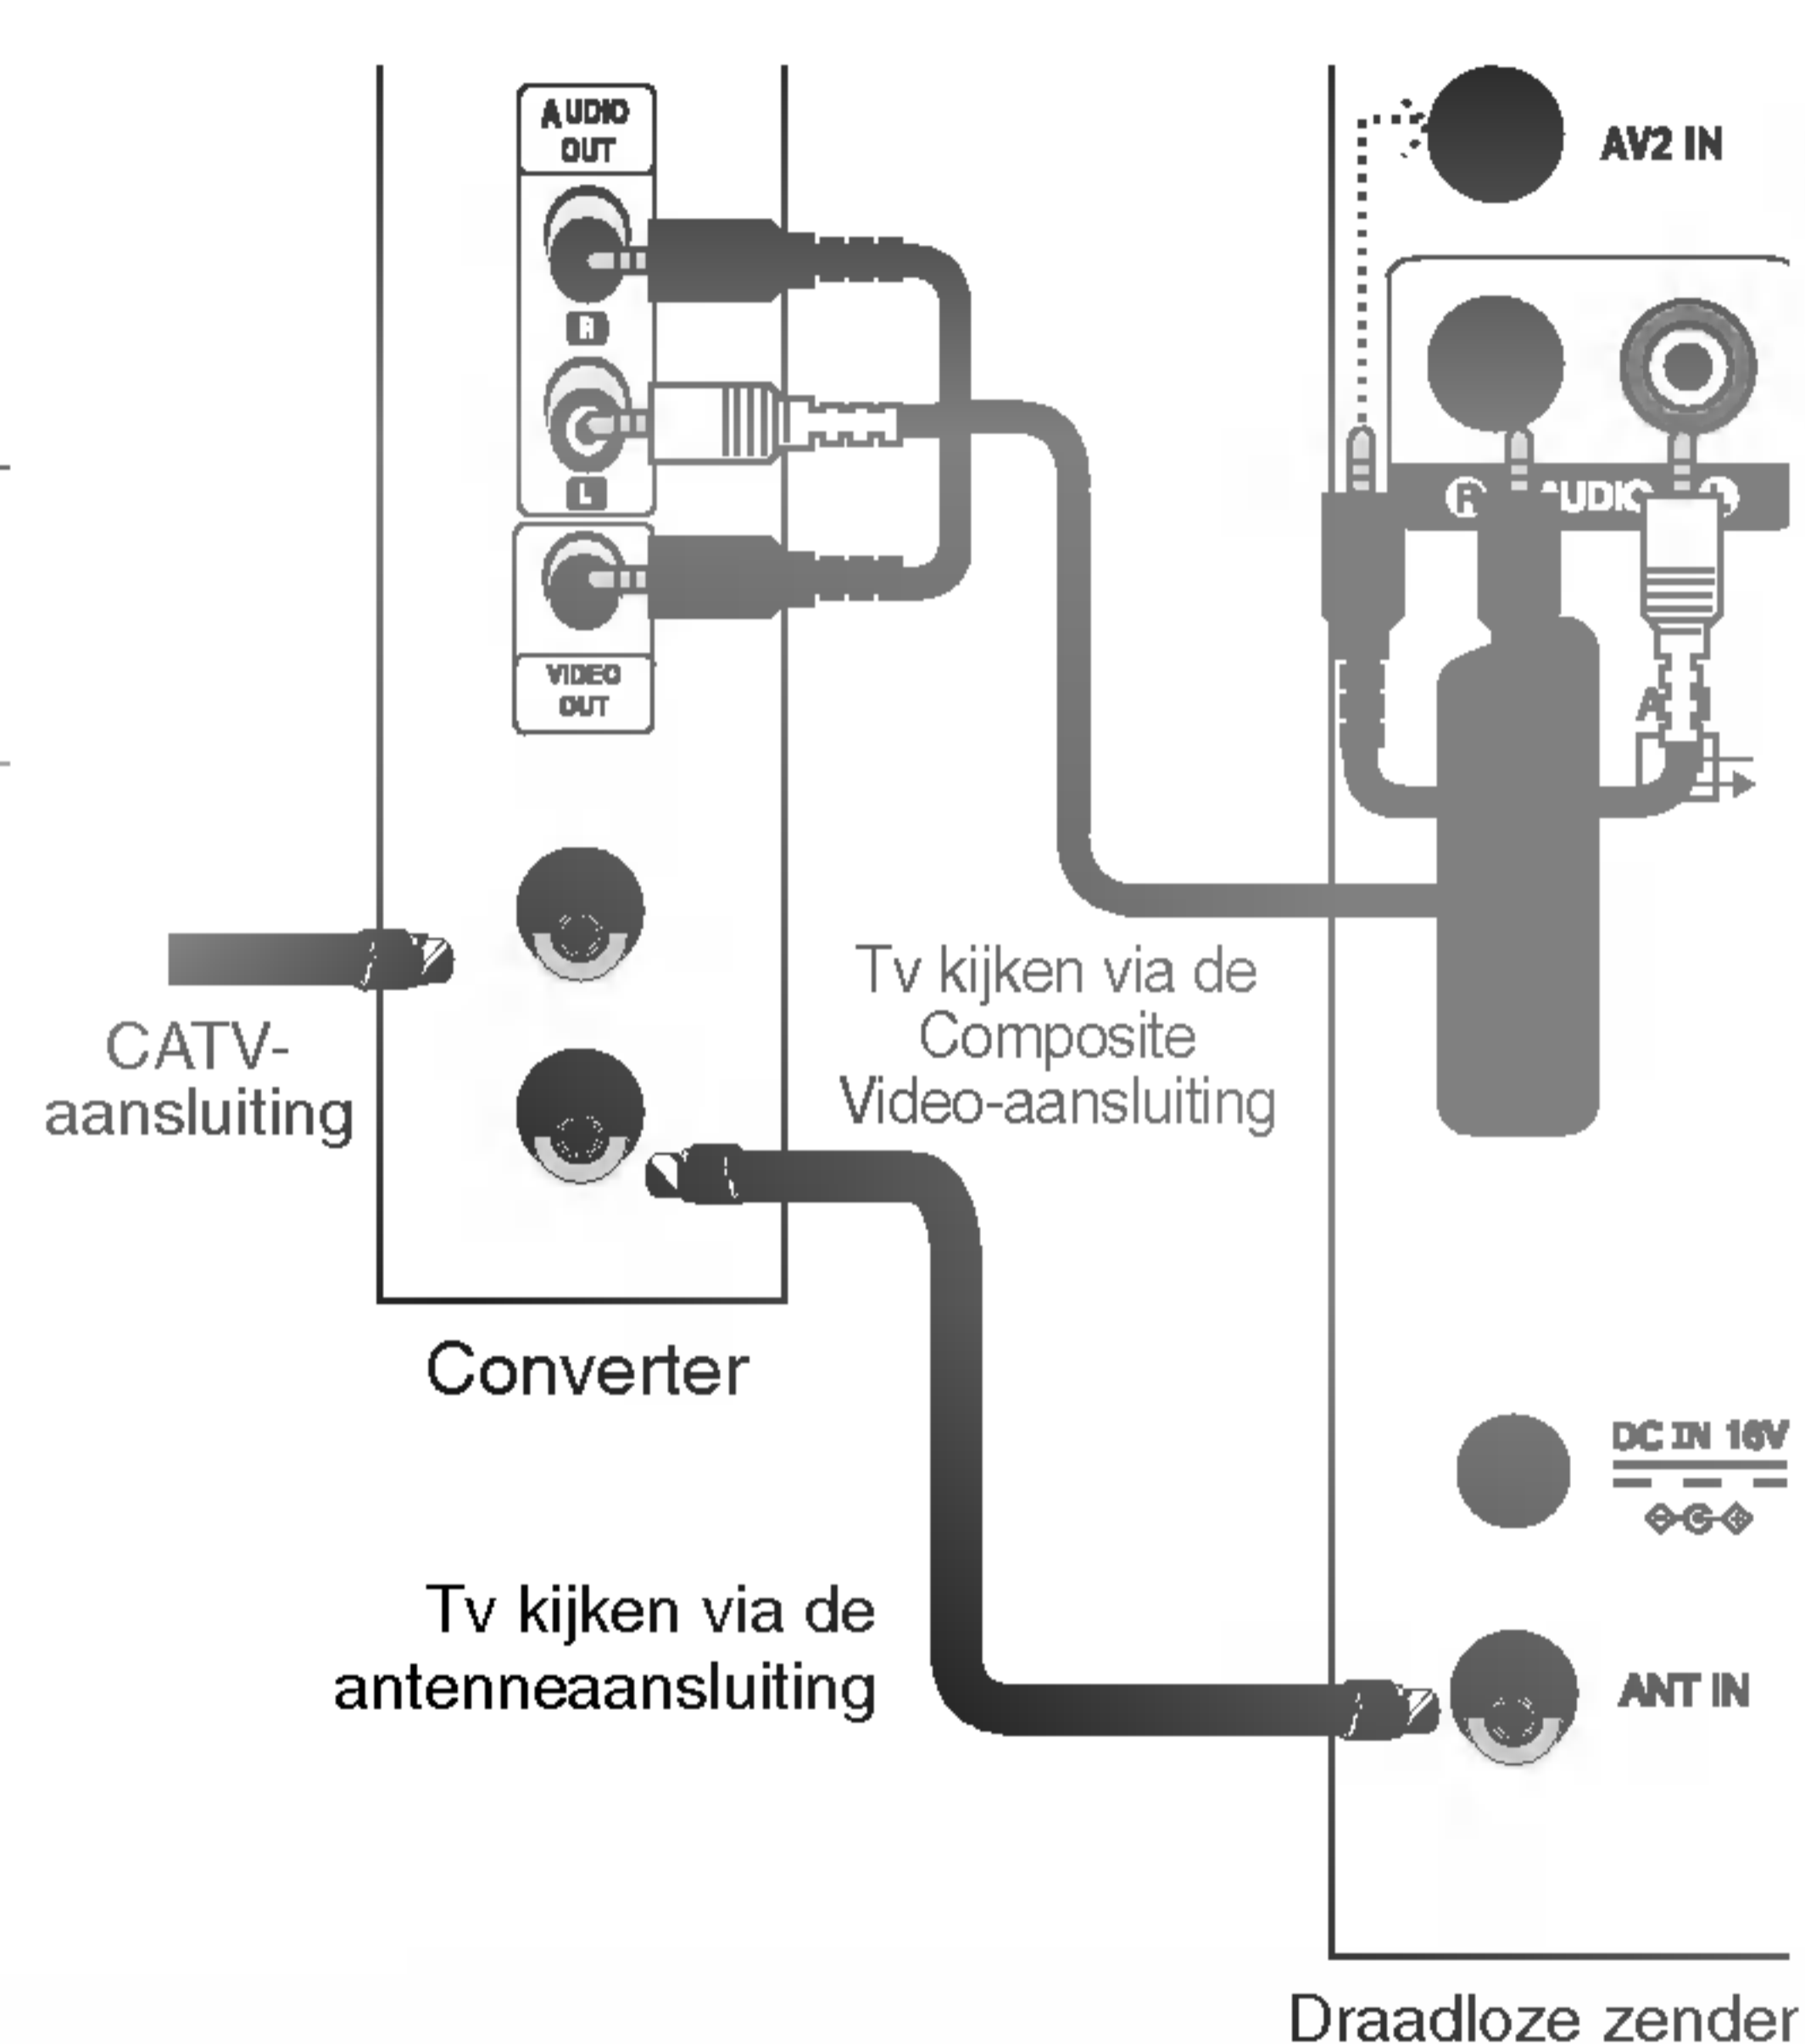 AUDIO
OUT
R
L
VIDEO
OUT
AV2 IN
R
L
CATV-
aansluiting
Tv kijken via de
Composite
Video-aansluiting
Converter
DC IN 16V
Tv kijken via de
antenneaansluiting
ANT IN
Draadloze zender